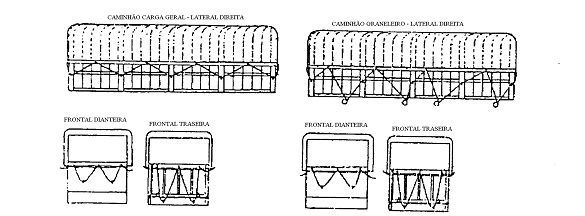 CAMINHÃO CARGA GERAL - LATERAL DIREITA
CAMINHÃO GRANELEIRO - LATERAL DIREITA
FRONTAL DIANTEIRA
FRONTAL TRASEIRA
FRONTAL DIANTEIRA
FRONTAL TRASEIRA